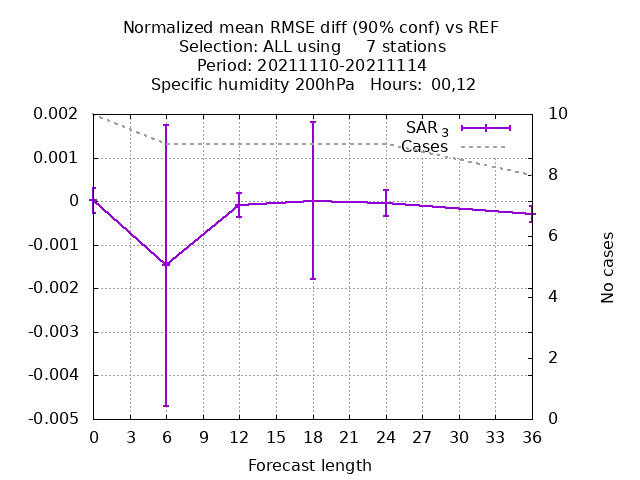 Normalized mean RMSE diff (90% conf) vs REF
Selection: ALL using     7 stations
Period: 20211110-20211114
Specific humidity 200hPa   Hours:  00,12
SAR 3
Cases
0.002
0.001
0
-0.001
-0.002
-0.003
-0.004
-0.005
10
8
6
4
2
0
No cases
0 3 6 9 12 15 18 21 24 27 30 33 36
Forecast length